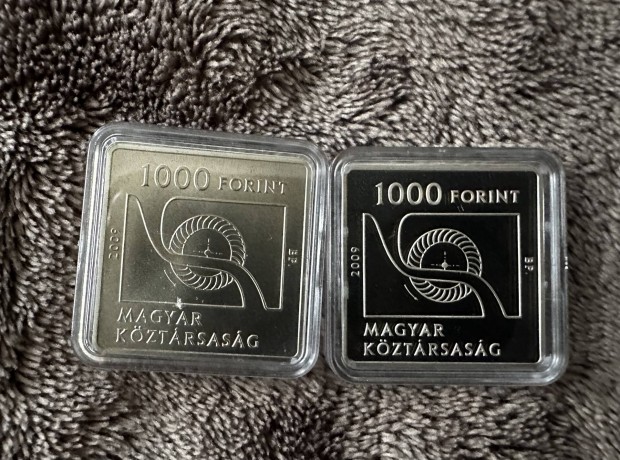 1000 FORINT
2009
BP.
MAGYAR
KÖZTÁRSASÁG
1000 FORINT
2009
BP.
MAGYAR
KÖZTÁRSASÁG